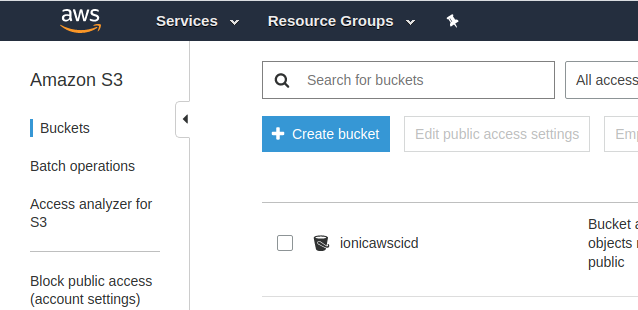 aws Services Resource Groups
Amazon S3
Buckets
Batch operations
Access analyzer for
S3
Block public access
(account settings)
Search for buckets
All access
Create bucket
Edit public access settings
ionicawscicd
Bucket
objects
public